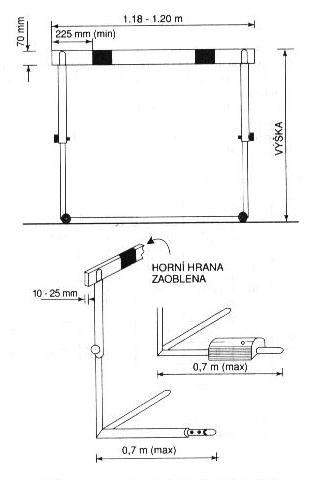 1.18 - 1.20 m
70 mm
225 mm (min)
VÝŠKA
HORNÍ HRANA
ZAOBLENA
10 - 25 mm
0,7 m (max)
0,7 m (max)